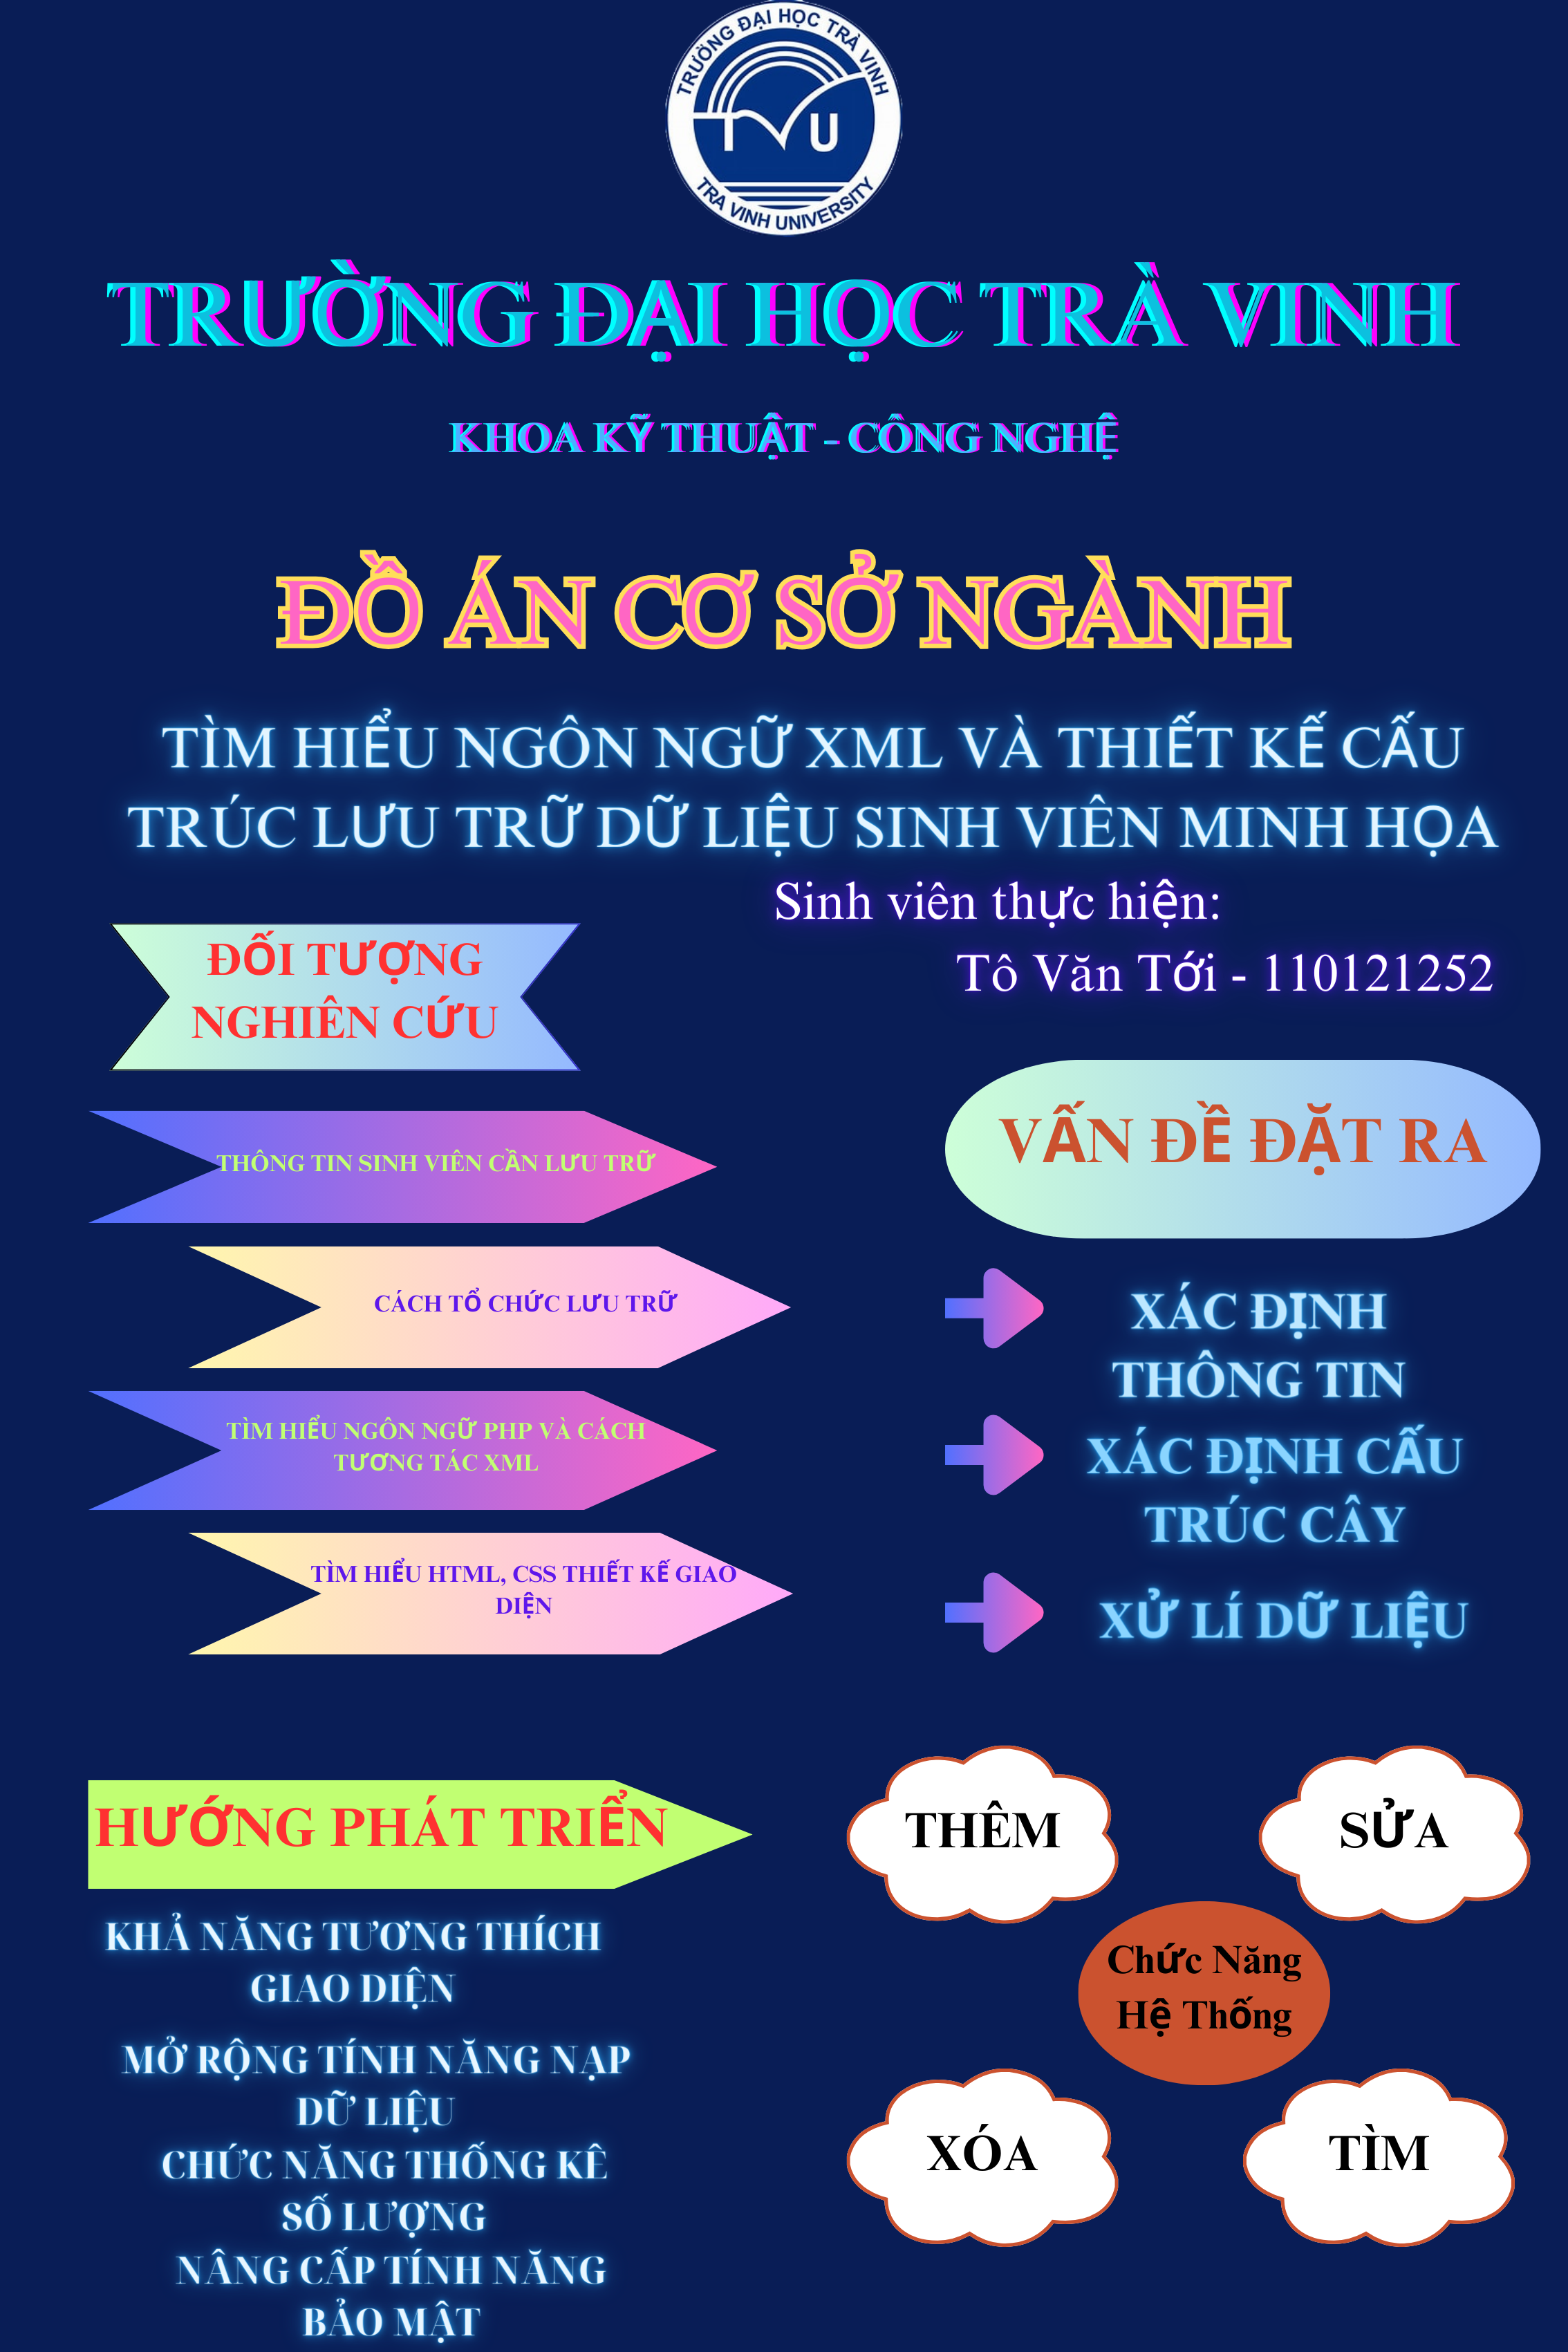 TRƯỜNG ĐẠI HỌC TRÀ VINH
TVU
TRA VINH UNIVERSITY
TRƯỜNG ĐẠI HỌC TRÀ VINH
KHOA KỸ THUẬT - CÔNG NGHỆ
ĐỒ ÁN CƠ SỞ NGÀNH
TÌM HIỂU NGÔN NGỮ XML VÀ THIẾT KẾ CẤU
TRÚC LƯU TRỮ DỮ LIỆU SINH VIÊN MINH HỌA
Sinh viên thực hiện:
Tô Văn Tới - 110121252
ĐỐI TƯỢNG
NGHIÊN CỨU
THÔNG TIN SINH VIÊN CẦN LƯU TRỮ
CÁCH TỔ CHỨC LƯU TRỮ
TÌM HIỂU NGÔN NGỮ PHP VÀ CÁCH
TƯƠNG TÁC XML
TÌM HIỂU HTML, CSS THIẾT KẾ GIAO
DIỆN
VẤN ĐỀ ĐẶT RA
XÁC ĐỊNH
THÔNG TIN
XÁC ĐỊNH CẤU
TRÚC CÂY
XỬ LÍ DỮ LIỆU
HƯỚNG PHÁT TRIỂN
KHẢ NĂNG TƯƠNG THÍCH
GIAO DIỆN
MỞ RỘNG TÍNH NĂNG NẠP
DỮ LIỆU
CHỨC NĂNG THỐNG KÊ
SỐ LƯỢNG
NÂNG CẤP TÍNH NĂNG
BẢO MẬT
THÊM
SỬA
Chức Năng
Hệ Thống
XÓA
TÌM